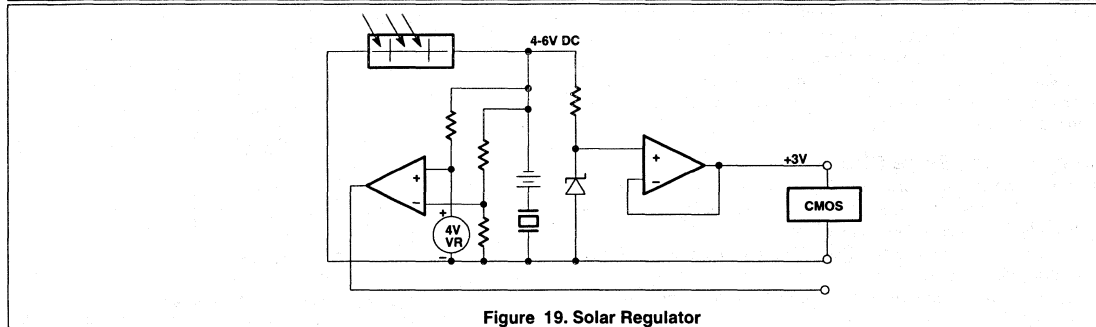 4-6V DC
+
−
+
−
+3V
CMOS
+
4V
VR
−
Figure 19. Solar Regulator